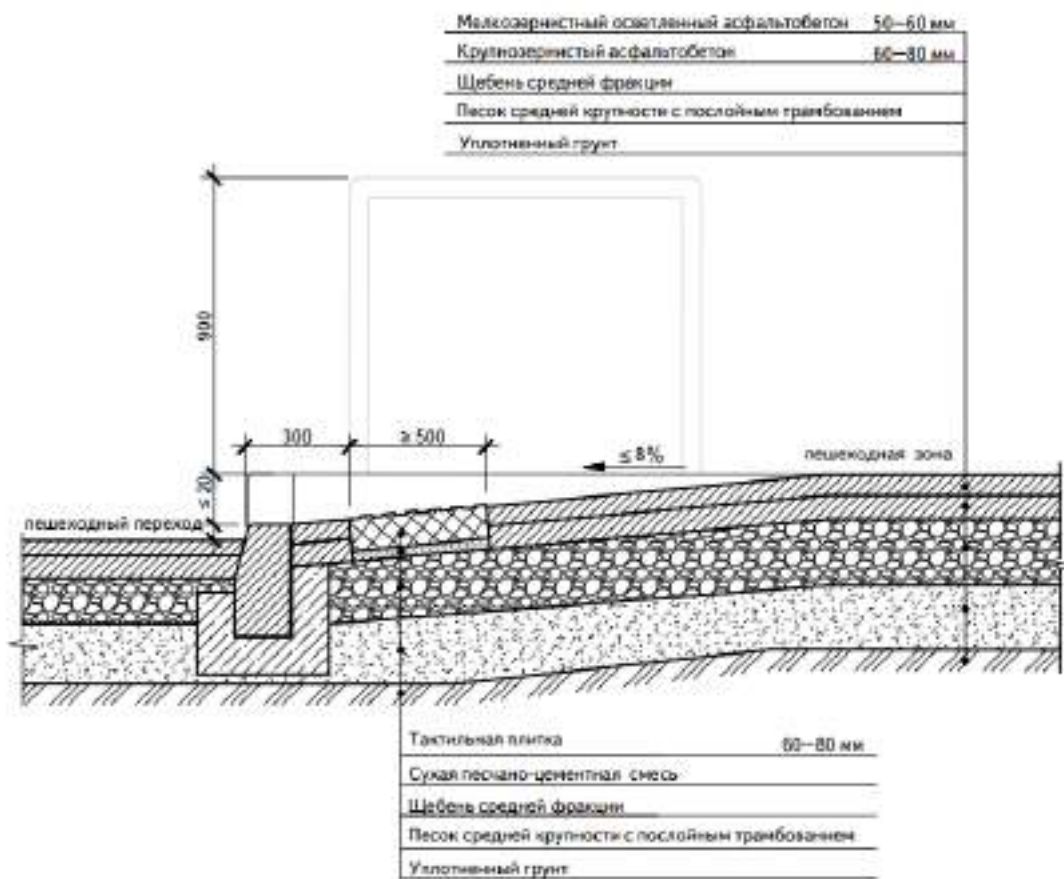 Мелкозернистый осветленный асфальтобетон 50—60 мм
Крупнозернистый асфальтобетон 60—80 мм
Щебень средней фракции
Песок средней крупности с послойным трамбованием
Уплотненный грунт
900
300
≥ 500
≤ 8%
пешеходная зона
≤ 20
пешеходный переход
Тактильная плитка 60—80 мм
Сухая песчано-цементная смесь
Щебень средней фракции
Песок средней крупности с послойным трамбованием
Уплотненный грунт